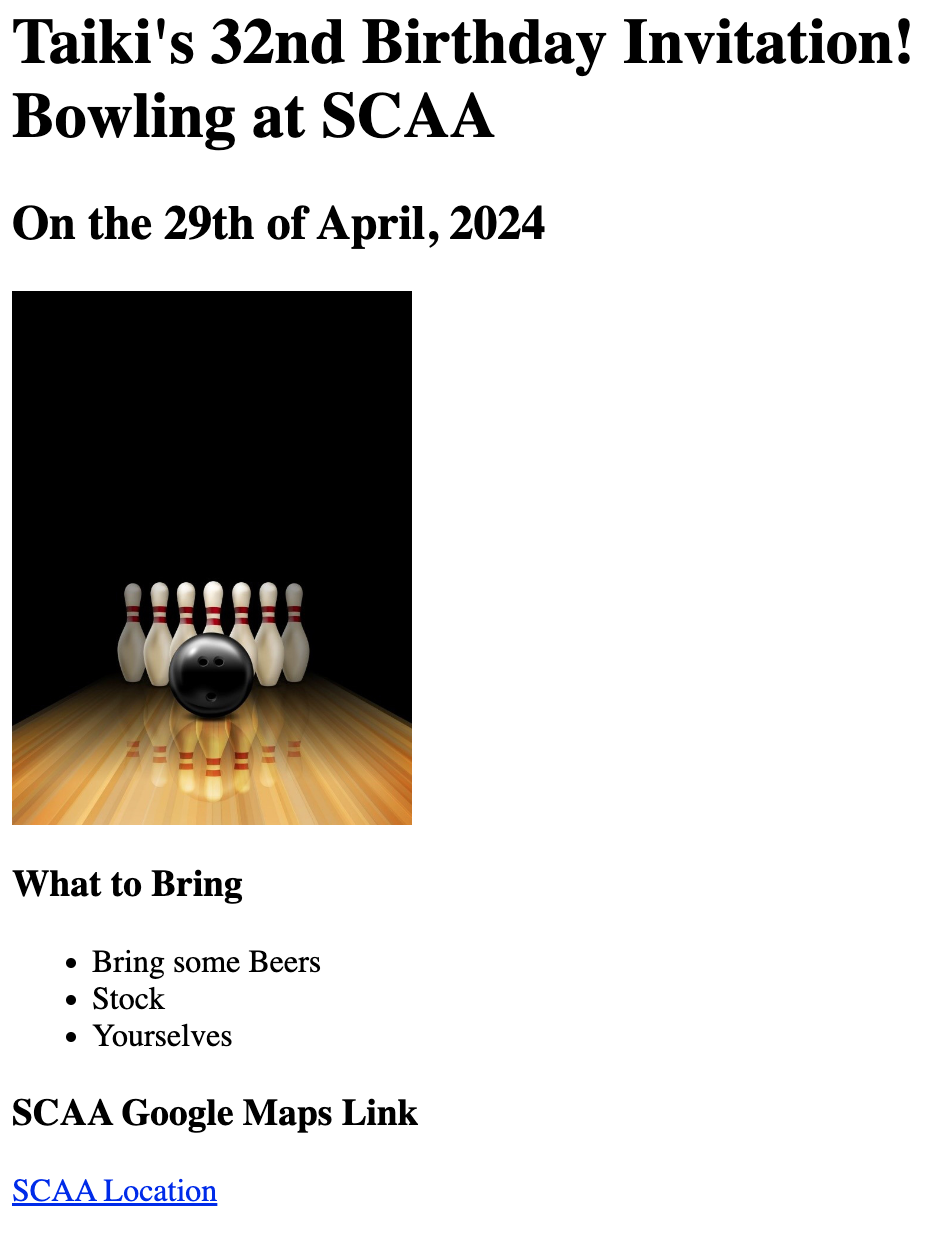 Taiki's 32nd Birthday Invitation!
Bowling at SCAA
On the 29th of April, 2024
What to Bring
• Bring some Beers
• Stock
• Yourselves
SCAA Google Maps Link
SCAA Location